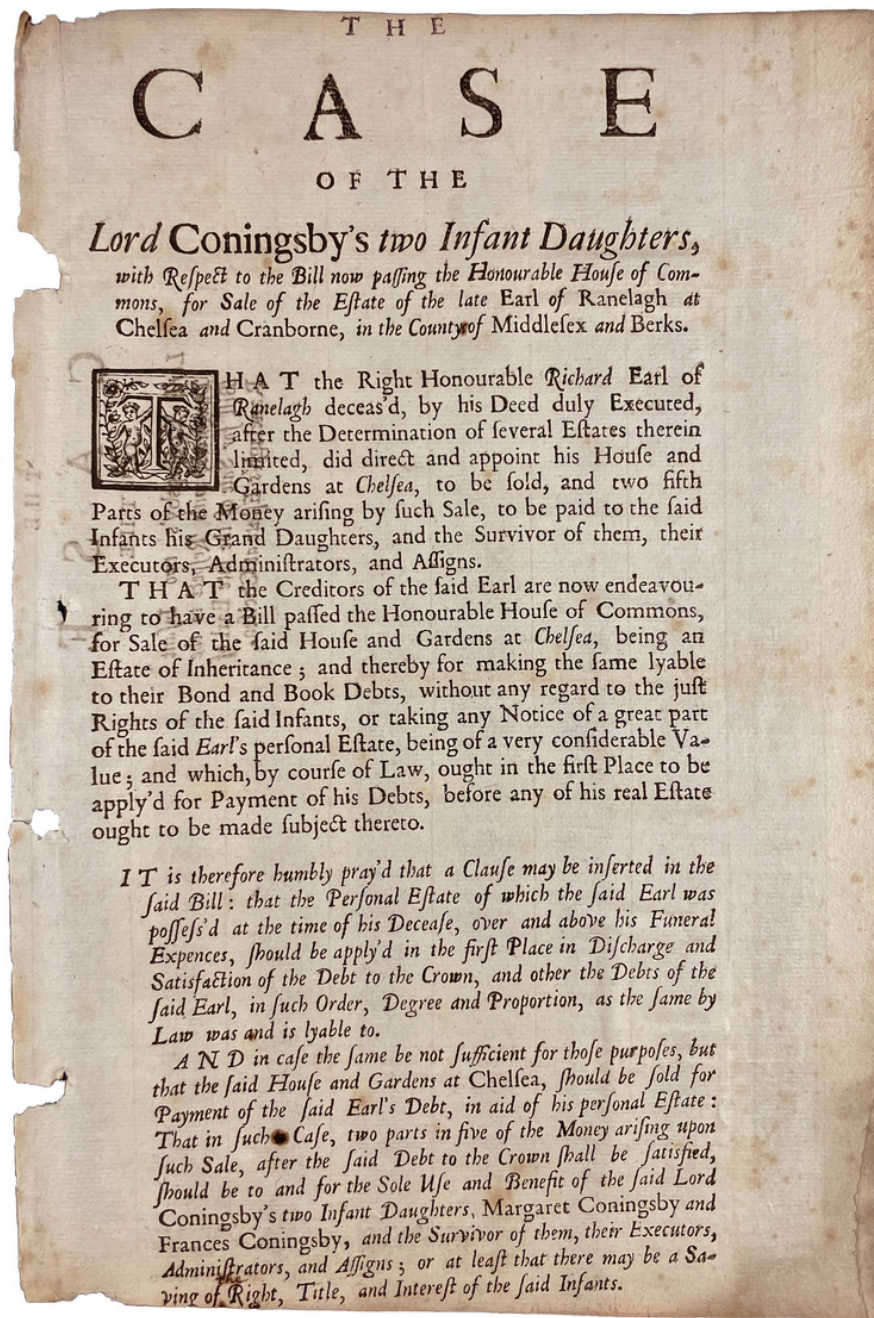 THE
CASE
OF THE
Lord Coningsby's two Infant Daughters,
with Reſpect to the Bill now paſſing the Honourable Houſe of Com-
mons, for Sale of the Eſtate of the late Earl of Ranelagh at
Chelſea and Cranborne, in the County of Middleſex and Berks.
THAT the Right Honourable Richard Earl of
Ranelagh deceas'd, by his Deed duly Executed,
after the Determination of ſeveral Eſtates therein
limited, did direct and appoint his Houſe and
Gardens at Chelſea, to be ſold, and two fifth
Parts of the Money ariſing by ſuch Sale, to be paid to the ſaid
Infants his Grand Daughters, and the Survivor of them, their
Executors, Adminiſtrators, and Aſſigns.
THAT the Creditors of the ſaid Earl are now endeavou-
ring to have a Bill paſſed the Honourable Houſe of Commons,
for Sale of the ſaid Houſe and Gardens at Chelſea, being an
Eſtate of Inheritance; and thereby for making the ſame lyable
to their Bond and Book Debts, without any regard to the juſt
Rights of the ſaid Infants, or taking any Notice of a great part
of the ſaid Earl's perſonal Eſtate, being of a very conſiderable Va-
lue; and which, by courſe of Law, ought in the firſt Place to be
apply'd for Payment of his Debts, before any of his real Eſtate
ought to be made ſubject thereto.
IT is therefore humbly pray'd that a Clauſe may be inſerted in the
ſaid Bill: that the Perſonal Eſtate of which the ſaid Earl was
poſſeſs'd at the time of his Deceaſe, over and above his Funeral
Expences, ſhould be apply'd in the firſt Place in Diſcharge and
Satisfaction of the Debt to the Crown, and other the Debts of the
ſaid Earl, in ſuch Order, Degree and Proportion, as the ſame by
Law was and is lyable to.
AND in caſe the ſame be not ſufficient for thoſe purpoſes, but
that the ſaid Houſe and Gardens at Chelſea, ſhould be ſold for
Payment of the ſaid Earl's Debt, in aid of his perſonal Eſtate:
That in ſuch Caſe, two parts in five of the Money ariſing upon
ſuch Sale, after the ſaid Debt to the Crown ſhall be ſatisfied,
ſhould be to and for the Sole Uſe and Benefit of the ſaid Lord
Coningsby's two Infant Daughters, Margaret Coningsby and
Frances Coningsby, and the Survivor of them, their Executors,
Adminiſtrators, and Aſſigns; or at leaſt that there may be a Sa-
ving of Right, Title, and Intereſt of the ſaid Infants.